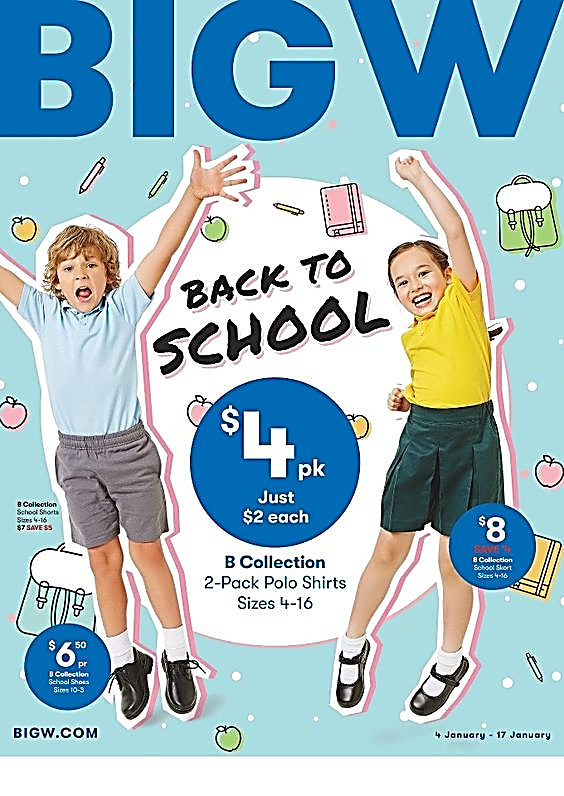 BIGW
BACK TO
SCHOOL
$4pk
Just
$2 each
B Collection
2-Pack Polo Shirts
Sizes 4-16
B Collection
School Shorts
Sizes 4-16
$7 SAVE $5
$8
SAVE $4
B Collection
School Skort
Sizes 4-16
$6 50
pr
B Collection
School Shoes
Sizes 10-3
BIGW.COM
4 January - 17 January